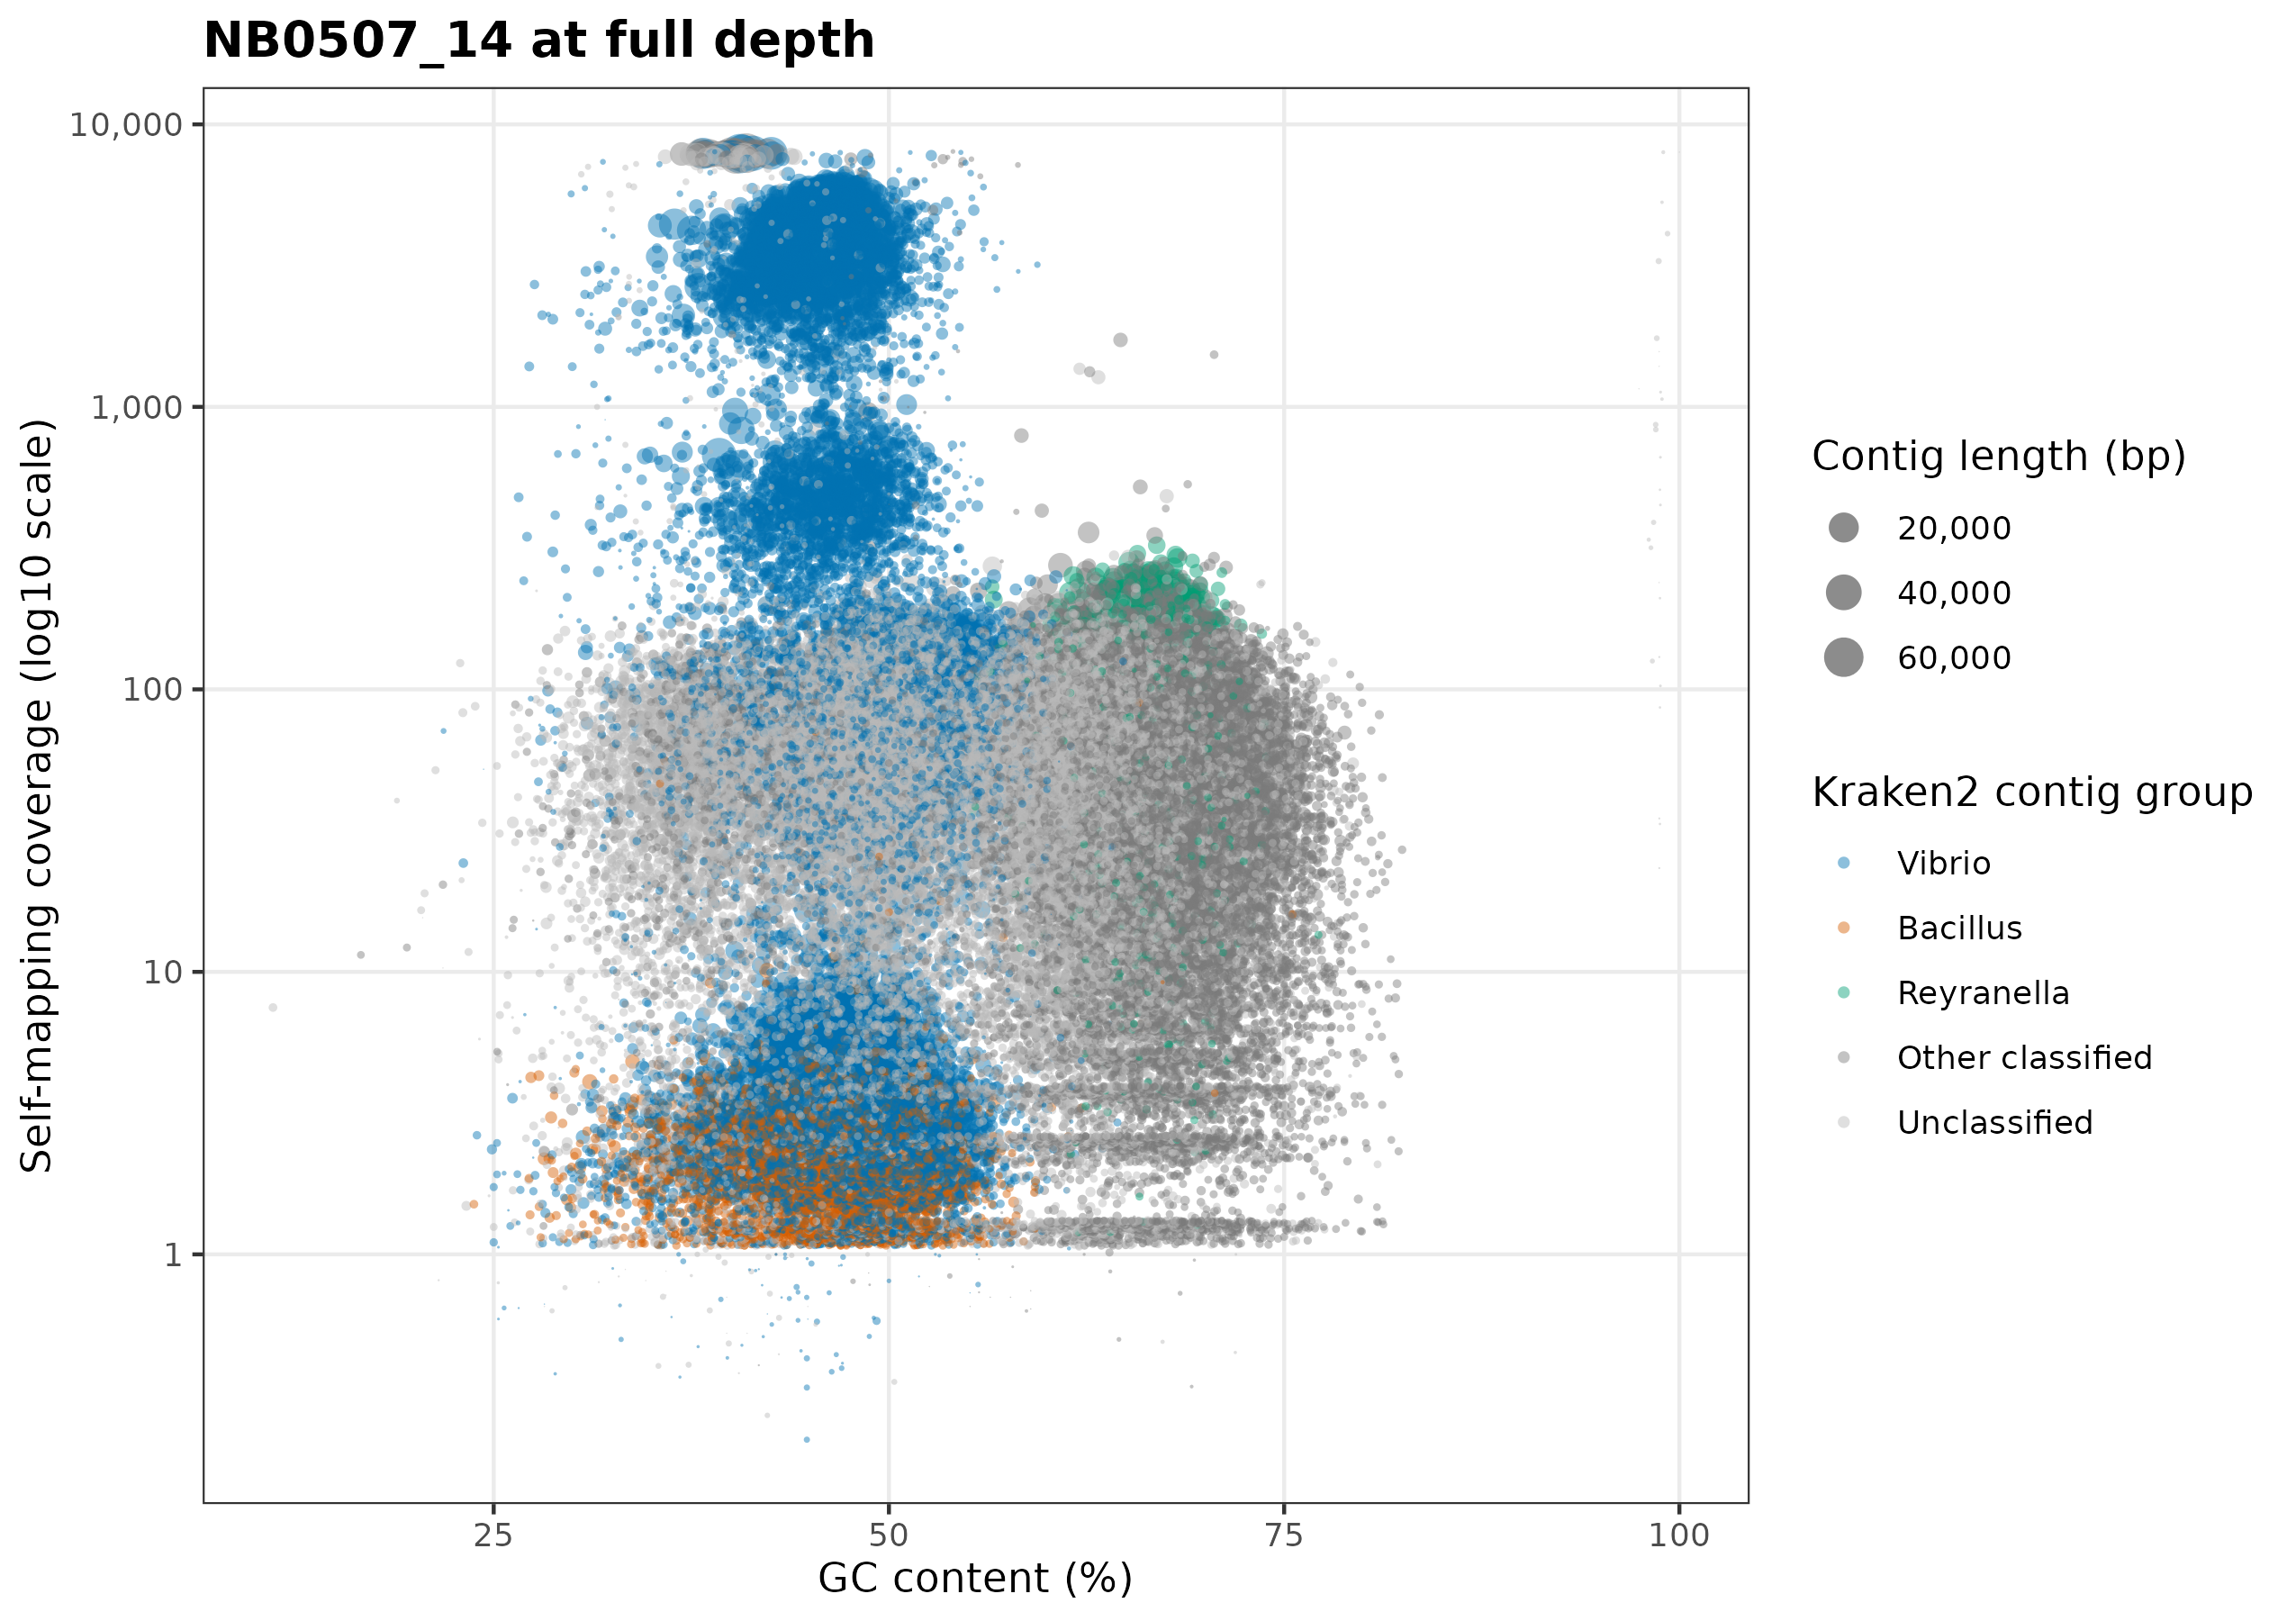 NB0507_14 at full depth
Self-mapping coverage (log10 scale)
10,000
1,000
100
10
1
25
50
75
100
GC content (%)
Contig length (bp)
20,000
40,000
60,000
Kraken2 contig group
Vibrio
Bacillus
Reyranella
Other classified
Unclassified